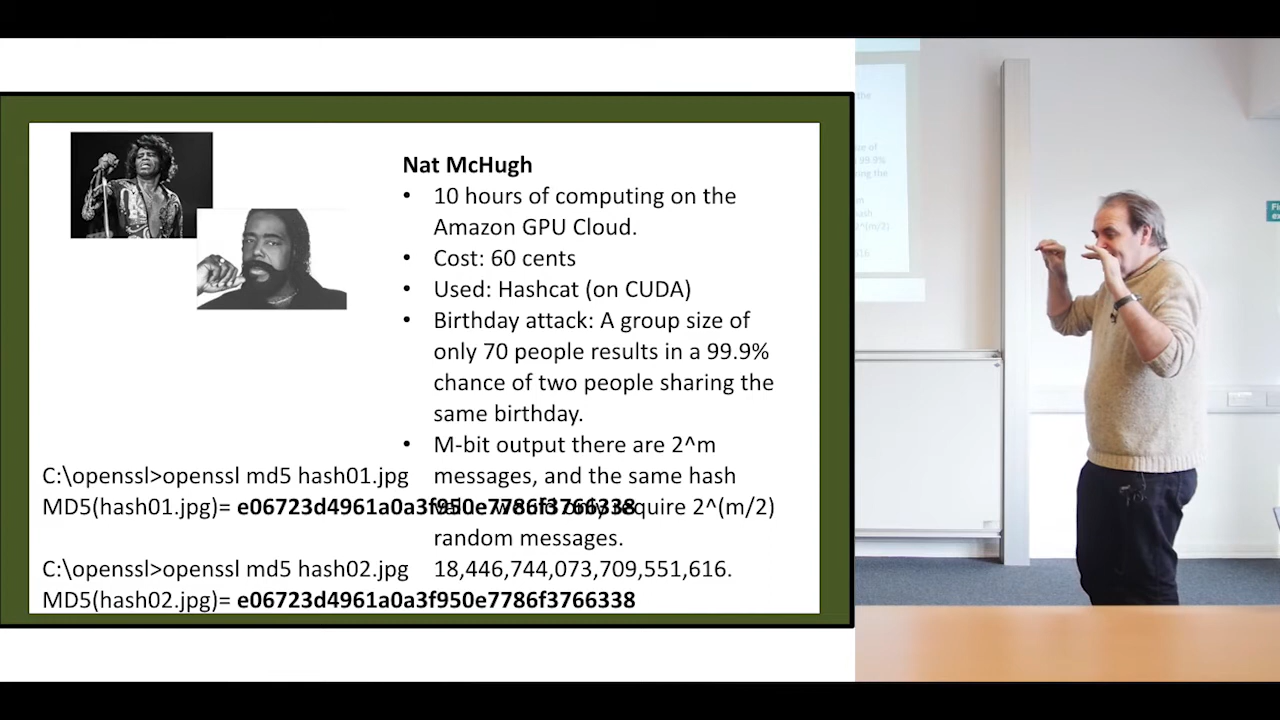 Nat McHugh
• 10 hours of computing on the
Amazon GPU Cloud.
• Cost: 60 cents
• Used: Hashcat (on CUDA)
• Birthday attack: A group size of
only 70 people results in a 99.9%
chance of two people sharing the
same birthday.
• M-bit output there are 2^m
messages, and the same hash
require 2^(m/2)
random messages.
18,446,744,073,709,551,616.
C:\openssl>openssl md5 hash01.jpg
MD5(hash01.jpg)= e06723d4961a0a3f950e7786f3766338
C:\openssl>openssl md5 hash02.jpg
MD5(hash02.jpg)= e06723d4961a0a3f950e7786f3766338